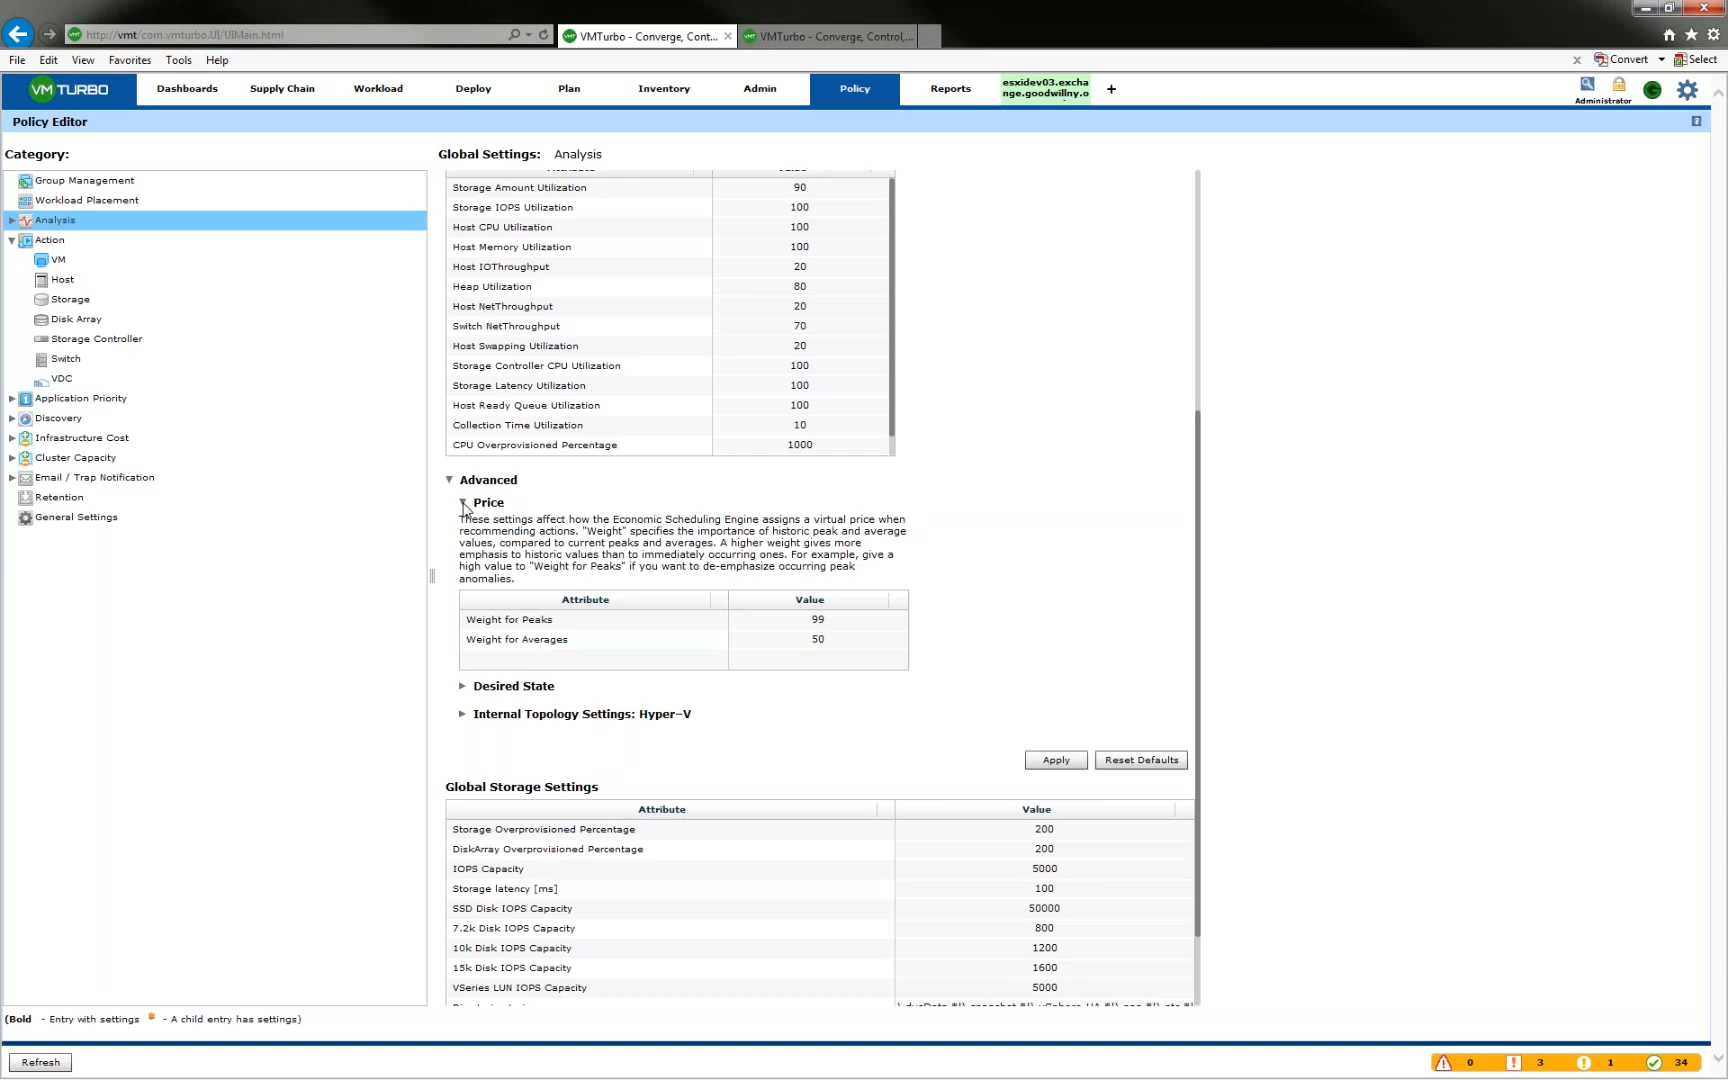 http://vmt/com.vmturbo.UI/UIMain.html
VMTurbo - Converge, Cont...
VMTurbo - Converge, Control,...
File Edit View Favorites Tools Help
x Convert Select
VMTURBO
Dashboards Supply Chain Workload Deploy Plan Inventory Admin Policy Reports
esxidev03.excha
nge.goodwillny.o
+
Administrator
Policy Editor
Category:
Global Settings: Analysis
Group Management
Workload Placement
Analysis
Action
VM
Host
Storage
Disk Array
Storage Controller
Switch
VDC
Application Priority
Discovery
Infrastructure Cost
Cluster Capacity
Email / Trap Notification
Retention
General Settings
Storage Amount Utilization 90
Storage IOPS Utilization 100
Host CPU Utilization 100
Host Memory Utilization 100
Host IOThroughput 20
Heap Utilization 80
Host NetThroughput 20
Switch NetThroughput 70
Host Swapping Utilization 20
Storage Controller CPU Utilization 100
Storage Latency Utilization 100
Host Ready Queue Utilization 100
Collection Time Utilization 10
CPU Overprovisioned Percentage 1000
Advanced
Price
These settings affect how the Economic Scheduling Engine assigns a virtual price when
recommending actions. "Weight" specifies the importance of historic peak and average
values, compared to current peaks and averages. A higher weight gives more
emphasis to historic values than to immediately occurring ones. For example, give a
high value to "Weight for Peaks" if you want to de-emphasize occurring peak
anomalies.
Attribute Value
Weight for Peaks 99
Weight for Averages 50
Desired State
Internal Topology Settings: Hyper-V
Apply Reset Defaults
Global Storage Settings
Attribute Value
Storage Overprovisioned Percentage 200
DiskArray Overprovisioned Percentage 200
IOPS Capacity 5000
Storage latency [ms] 100
SSD Disk IOPS Capacity 50000
7.2k Disk IOPS Capacity 800
10k Disk IOPS Capacity 1200
15k Disk IOPS Capacity 1600
VSeries LUN IOPS Capacity 5000
(Bold - Entry with settings * - A child entry has settings)
Refresh
0 3 1 34